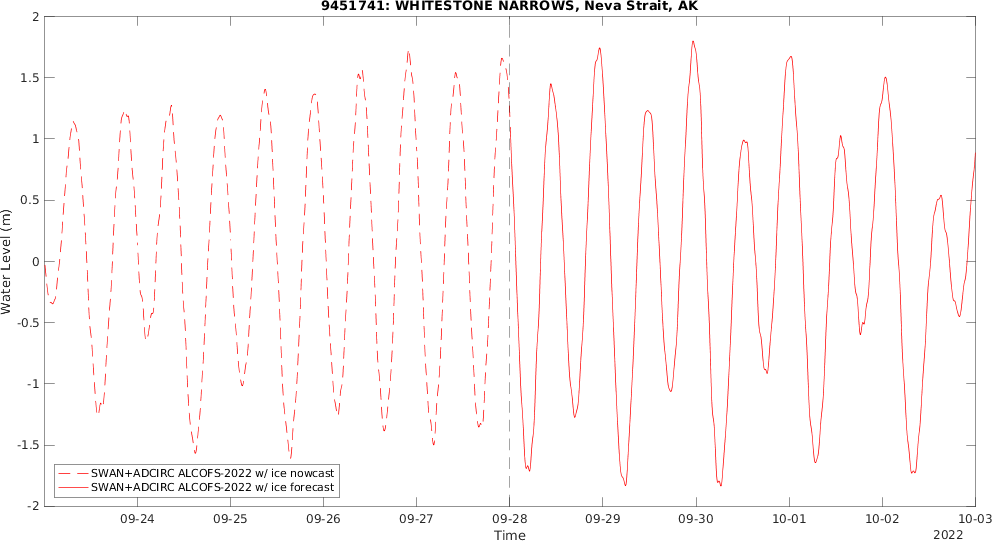 9451741: WHITESTONE NARROWS, Neva Strait, AK
2
1.5
1
0.5
0
-0.5
-1
-1.5
-2
Water Level (m)
SWAN+ADCIRC ALCOFS-2022 w/ ice nowcast
SWAN+ADCIRC ALCOFS-2022 w/ ice forecast
09-24 09-25 09-26 09-27 09-28 09-29 09-30 10-01 10-02 10-03
Time
2022